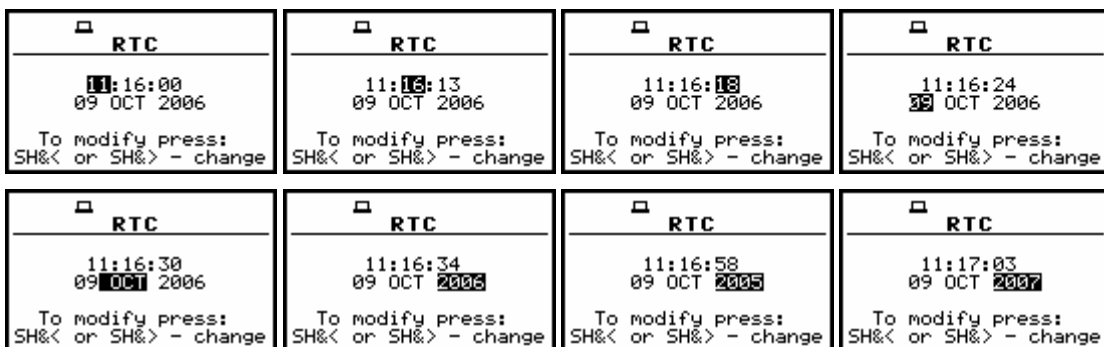 RTC
11:16:00
09 OCT 2006
To modify press:
SH&< or SH&> - change
RTC
11:16:13
09 OCT 2006
To modify press:
SH&< or SH&> - change
RTC
11:16:18
09 OCT 2006
To modify press:
SH&< or SH&> - change
RTC
11:16:24
09 OCT 2006
To modify press:
SH&< or SH&> - change
RTC
11:16:30
09 OCT 2006
To modify press:
SH&< or SH&> - change
RTC
11:16:34
09 OCT 2006
To modify press:
SH&< or SH&> - change
RTC
11:16:58
09 OCT 2005
To modify press:
SH&< or SH&> - change
RTC
11:17:03
09 OCT 2007
To modify press:
SH&< or SH&> - change